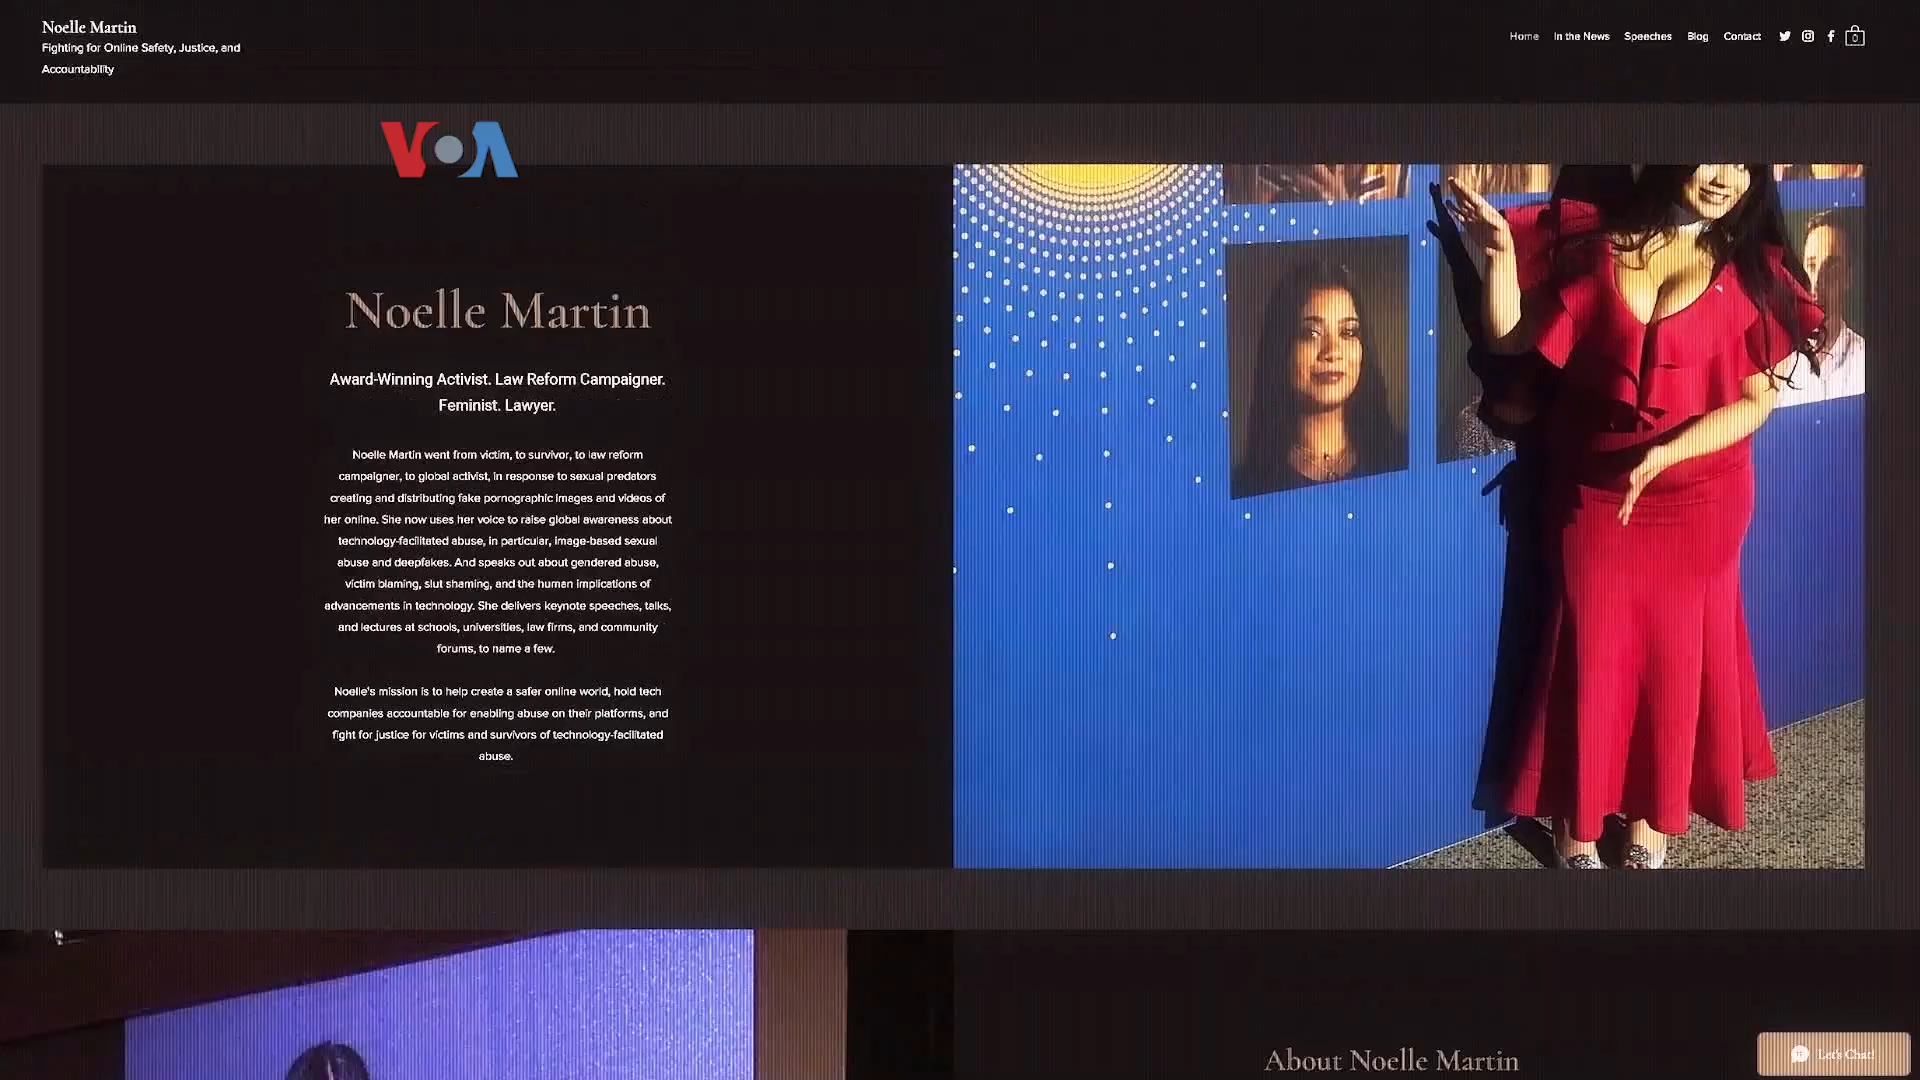 Noelle Martin
Fighting for Online Safety, Justice, and
Accountability
Home In the News Speeches Blog Contact
0
VOA
Noelle Martin
Award-Winning Activist. Law Reform Campaigner.
Feminist. Lawyer.
Noelle Martin went from victim, to survivor, to law reform
campaigner, to global activist, in response to sexual predators
creating and distributing fake pornographic images and videos of
her online. She now uses her voice to raise global awareness about
technology-facilitated abuse, in particular, image-based sexual
abuse and deepfakes. And speaks out about gendered abuse,
victim blaming, slut shaming, and the human implications of
advancements in technology. She delivers keynote speeches, talks,
and lectures at schools, universities, law firms, and community
forums, to name a few.
Noelle's mission is to help create a safer online world, hold tech
companies accountable for enabling abuse on their platforms, and
fight for justice for victims and survivors of technology-facilitated
abuse.
About Noelle Martin
Let's Chat!